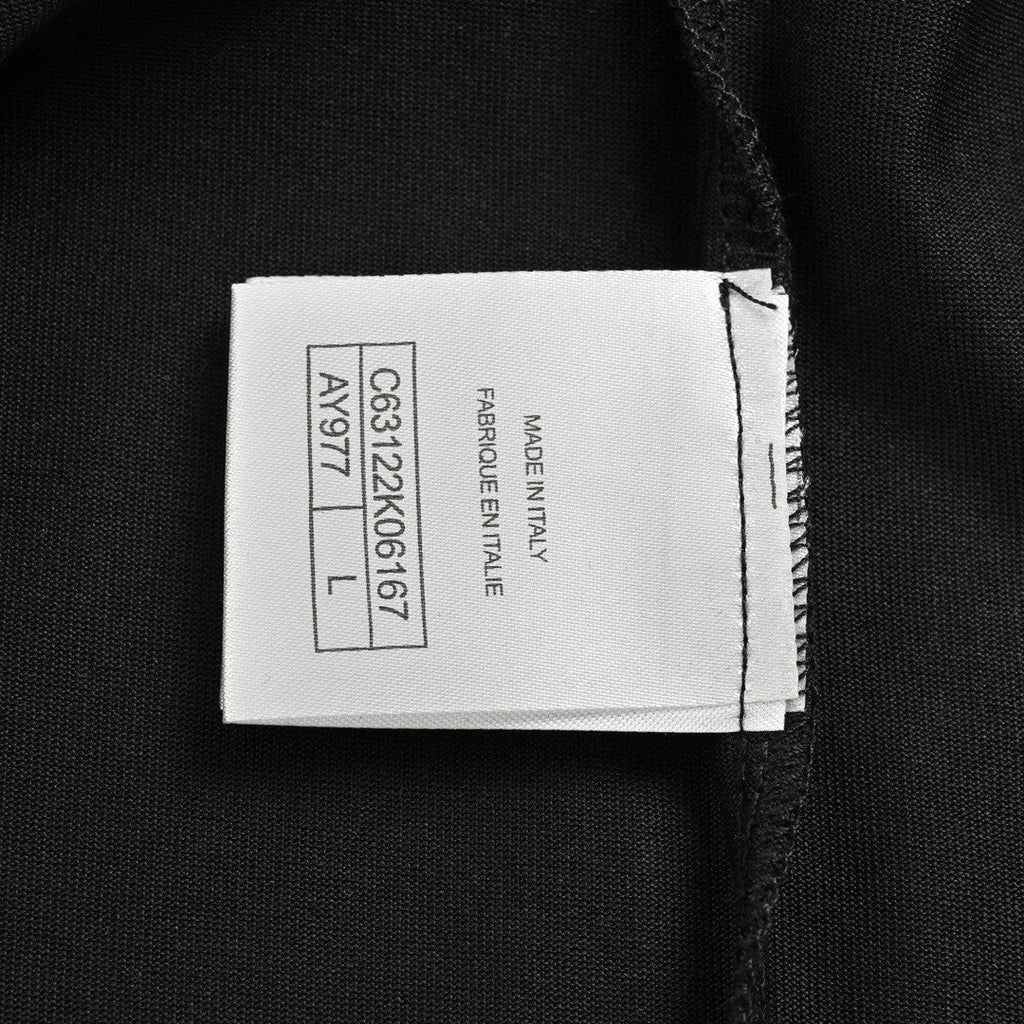 MADE IN ITALY
FABRIQUE EN ITALIE
C63122K06167
AY977 L